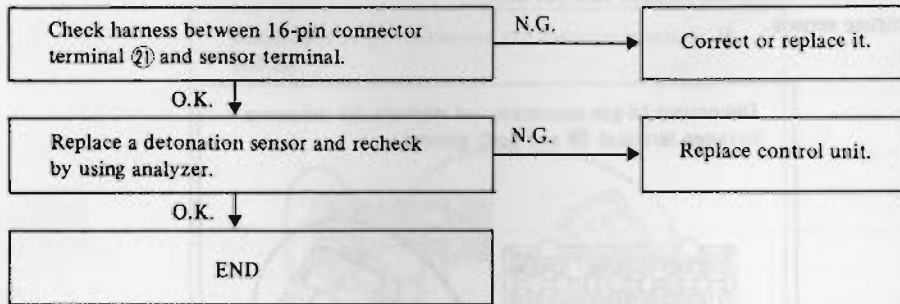 Check harness between 16-pin connector
terminal ㉑ and sensor terminal.
N.G.
Correct or replace it.
O.K.
Replace a detonation sensor and recheck
by using analyzer.
N.G.
Replace control unit.
O.K.
END